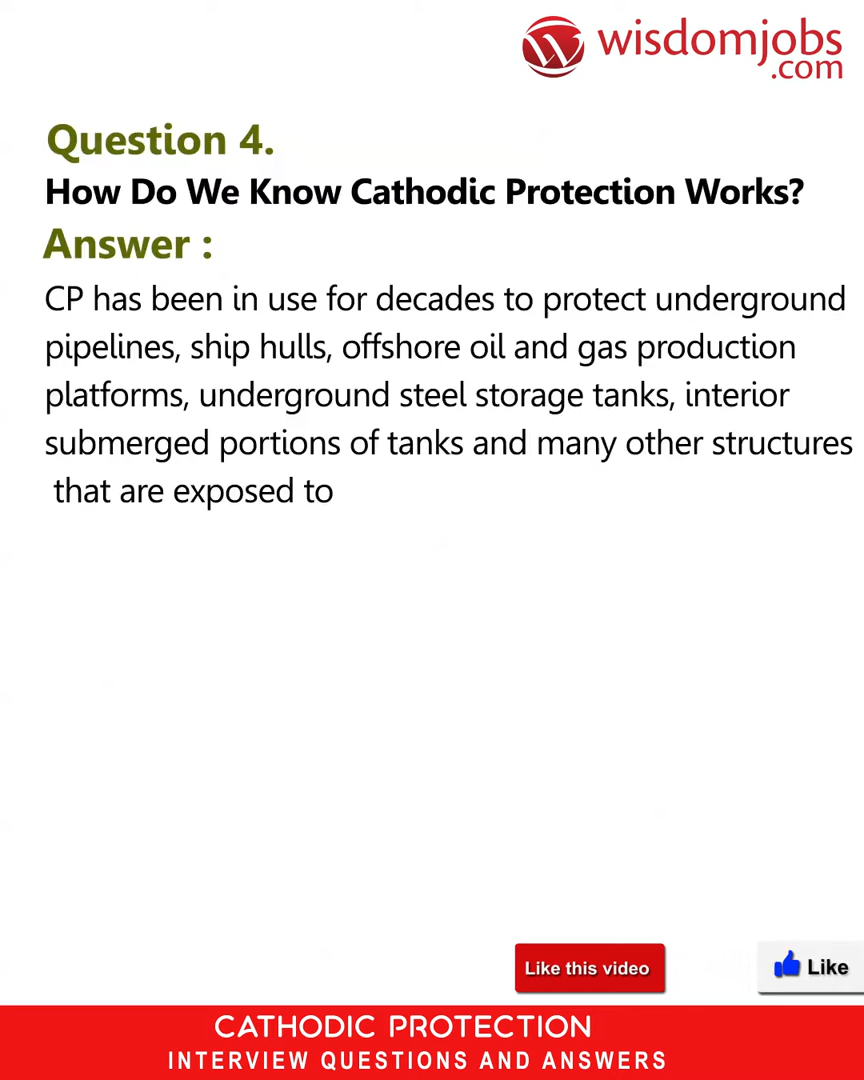 wisdomjobs
.com
Question 4.
How Do We Know Cathodic Protection Works?
Answer :
CP has been in use for decades to protect underground
pipelines, ship hulls, offshore oil and gas production
platforms, underground steel storage tanks, interior
submerged portions of tanks and many other structures
that are exposed to
Like this video
Like
CATHODIC PROTECTION
INTERVIEW QUESTIONS AND ANSWERS